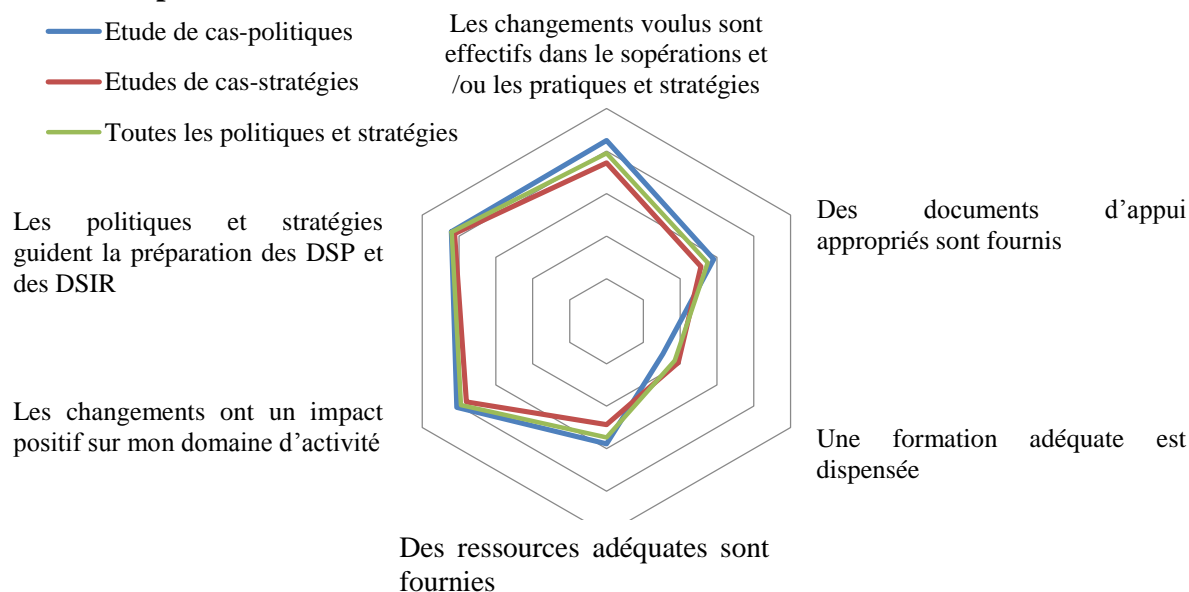 Etude de cas-politiques
Etudes de cas-stratégies
Toutes les politiques et stratégies
Les changements voulus sont
effectifs dans le sopérations et
/ou les pratiques et stratégies
Des documents d’appui
appropriés sont fournis
Une formation adéquate est
dispensée
Des ressources adéquates sont
fournies
Les changements ont un impact
positif sur mon domaine d’activité
Les politiques et stratégies
guident la préparation des DSP et
des DSIR